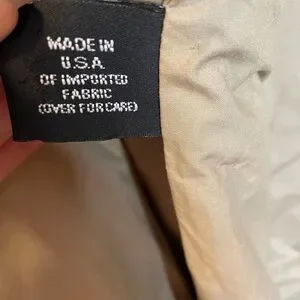 MADE IN
U.S.A.
OF IMPORTED
FABRIC
(OVER FOR CARE)